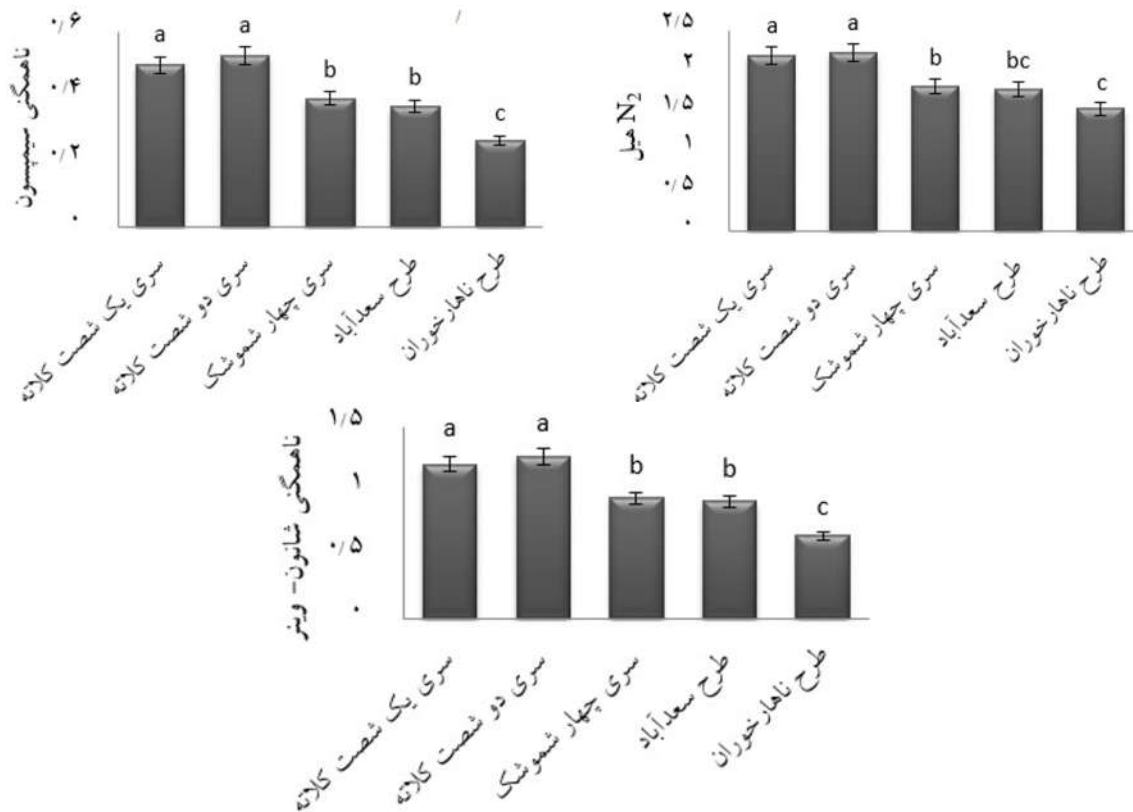 ناهمگنی سیمپسون
۰/۶
۰/۴
۰/۲
۰
/
a
a
b
b
c
سری یک شصت کلاته
سری دو شصت کلاته
سری چهار شموشک
طرح سعدآباد
طرح ناهارخوران
N₂ هیل
۲/۵
۲
۱/۵
۱
۰/۵
۰
a
a
b
bc
c
سری یک شصت کلاته
سری دو شصت کلاته
سری چهار شموشک
طرح سعدآباد
طرح ناهارخوران
ناهمگنی شانون- وینر
۱/۵
۱
۰/۵
۰
a
a
b
b
c
سری یک شصت کلاته
سری دو شصت کلاته
سری چهار شموشک
طرح سعدآباد
طرح ناهارخوران